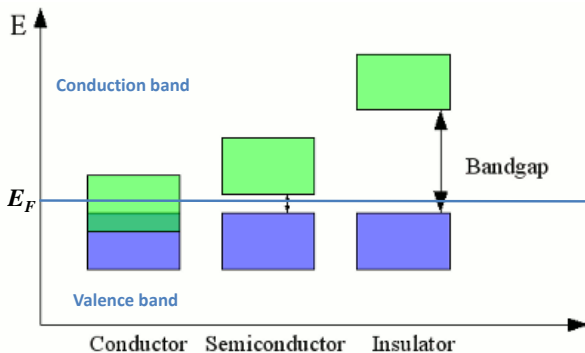 E
Conduction band
Bandgap
E_F
Valence band
Conductor Semiconductor Insulator